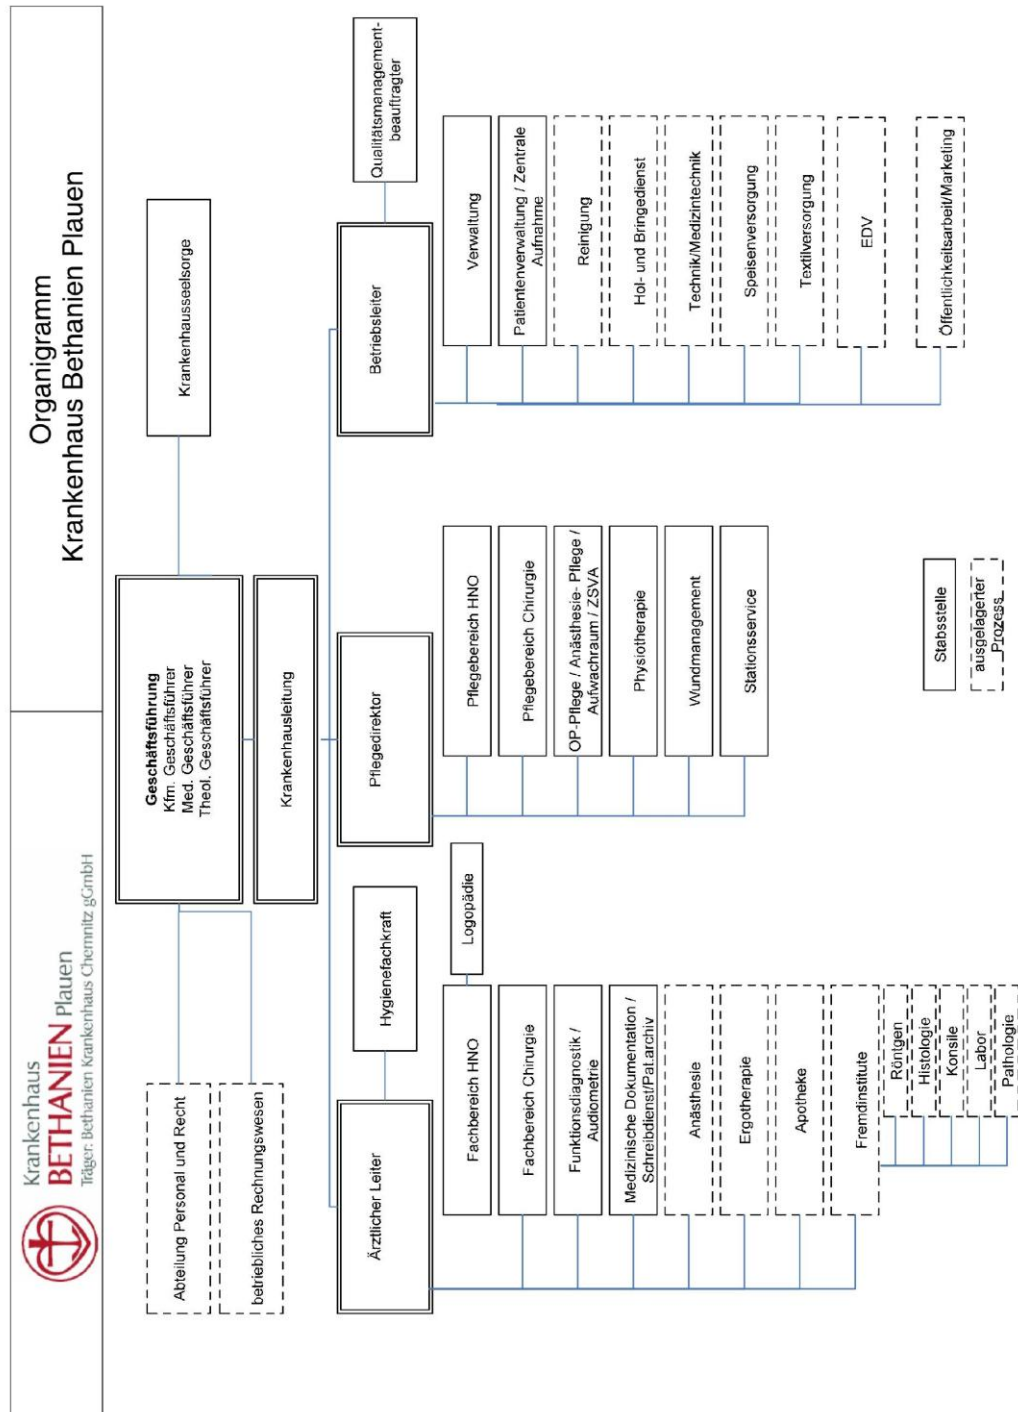 Krankenhaus
BETHANIEN Plauen
Träger: Bethanien Krankenhaus Chemnitz gGmbH
Organigramm
Krankenhaus Bethanien Plauen
Abteilung Personal und Recht
betriebliches Rechnungswesen
Geschäftsführung
Kfm. Geschäftsführer
Med. Geschäftsführer
Theol. Geschäftsführer
Krankenhausseelsorge
Krankenhausleitung
Ärztlicher Leiter
Hygienefachkraft
Pflegedirektor
Betriebsleiter
Qualitätsmanagement-
beauftragter
Fachbereich HNO
Logopädie
Fachbereich Chirurgie
Funktionsdiagnostik /
Audiometrie
Medizinische Dokumentation /
Schreibdienst/Pat.archiv
Anästhesie
Ergotherapie
Apotheke
Fremdinstitute
Röntgen
Histologie
Konsile
Labor
Pathologie
Pflegebereich HNO
Pflegebereich Chirurgie
OP-Pflege / Anästhesie- Pflege /
Aufwachraum / ZSVA
Physiotherapie
Wundmanagement
Stationsservice
Verwaltung
Patientenverwaltung / Zentrale
Aufnahme
Reinigung
Hol- und Bringedienst
Technik/Medizintechnik
Speisenversorgung
Textilversorgung
EDV
Öffentlichkeitsarbeit/Marketing
Stabsstelle
ausgelagerter
Prozess